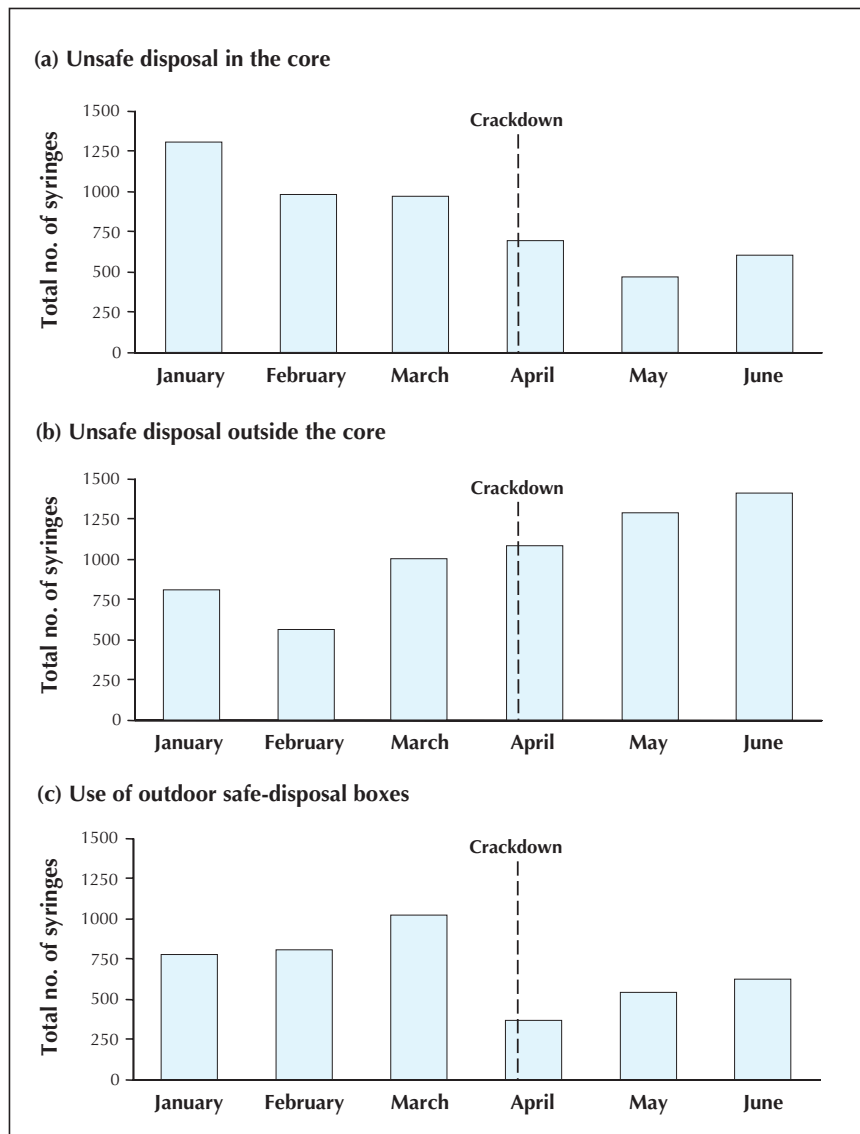 (a) Unsafe disposal in the core
Total no. of syringes
1500
1250
1000
750
500
250
0
Crackdown
January February March April May June
(b) Unsafe disposal outside the core
Total no. of syringes
1500
1250
1000
750
500
250
0
Crackdown
January February March April May June
(c) Use of outdoor safe-disposal boxes
Total no. of syringes
1500
1250
1000
750
500
250
0
Crackdown
January February March April May June